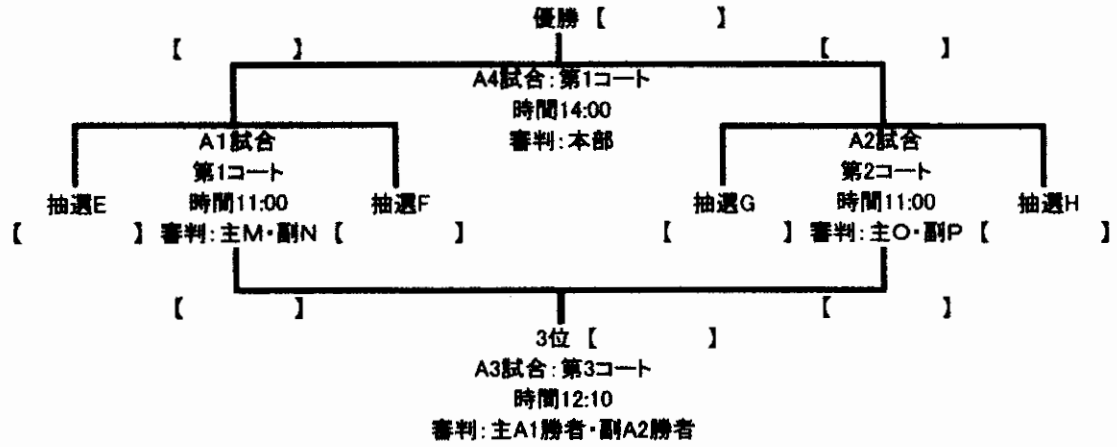 優勝【　　　　】
【　　　　】
【　　　　】
A4試合:第1コート
時間14:00
審判:本部
A1試合
第1コート
時間11:00
審判:主M・副N
抽選E
【　　　　】
抽選F
【　　　　】
A2試合
第2コート
時間11:00
審判:主O・副P
抽選G
【　　　　】
抽選H
【　　　　】
【　　　　】
【　　　　】
3位【　　　　】
A3試合:第3コート
時間12:10
審判:主A1勝者・副A2勝者